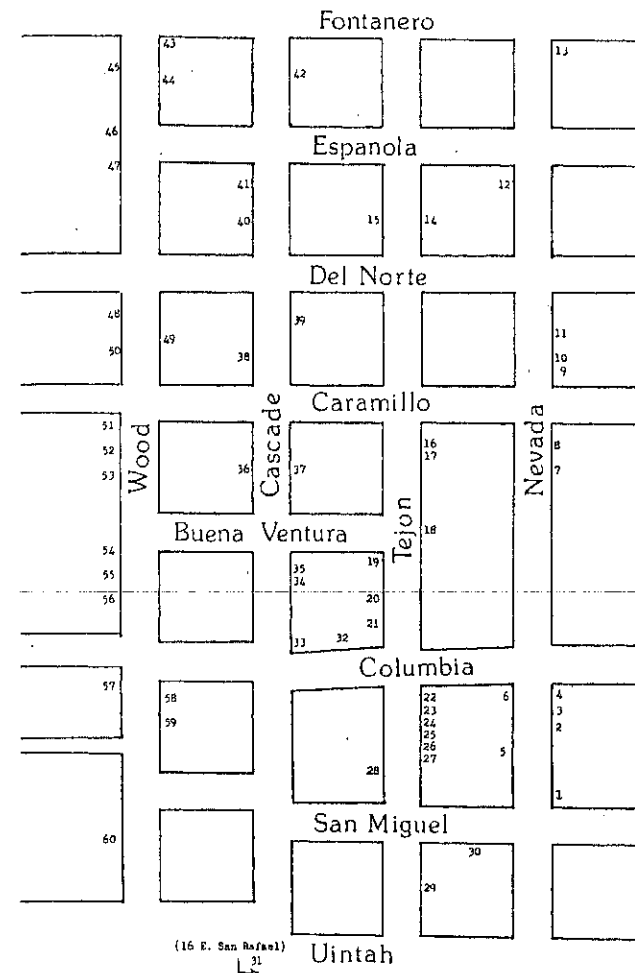 Fontanero
43 13
45 42
44
46
Espanola
47
41 12
40 15 14
Del Norte
48 39
49 11
50 38 10
9
Caramillo
Wood
Cascade
Tejon
Nevada
51 16 8
52 17
53 36 37 7
Buena Ventura
18
54 19
35
55 34
56 20
21
33 32
Columbia
57 58 22 6 4
23 3
59 24 2
25
26 5
28 27
1
San Miguel
60 30
29
(16 E. San Rafael)
31
Uintah